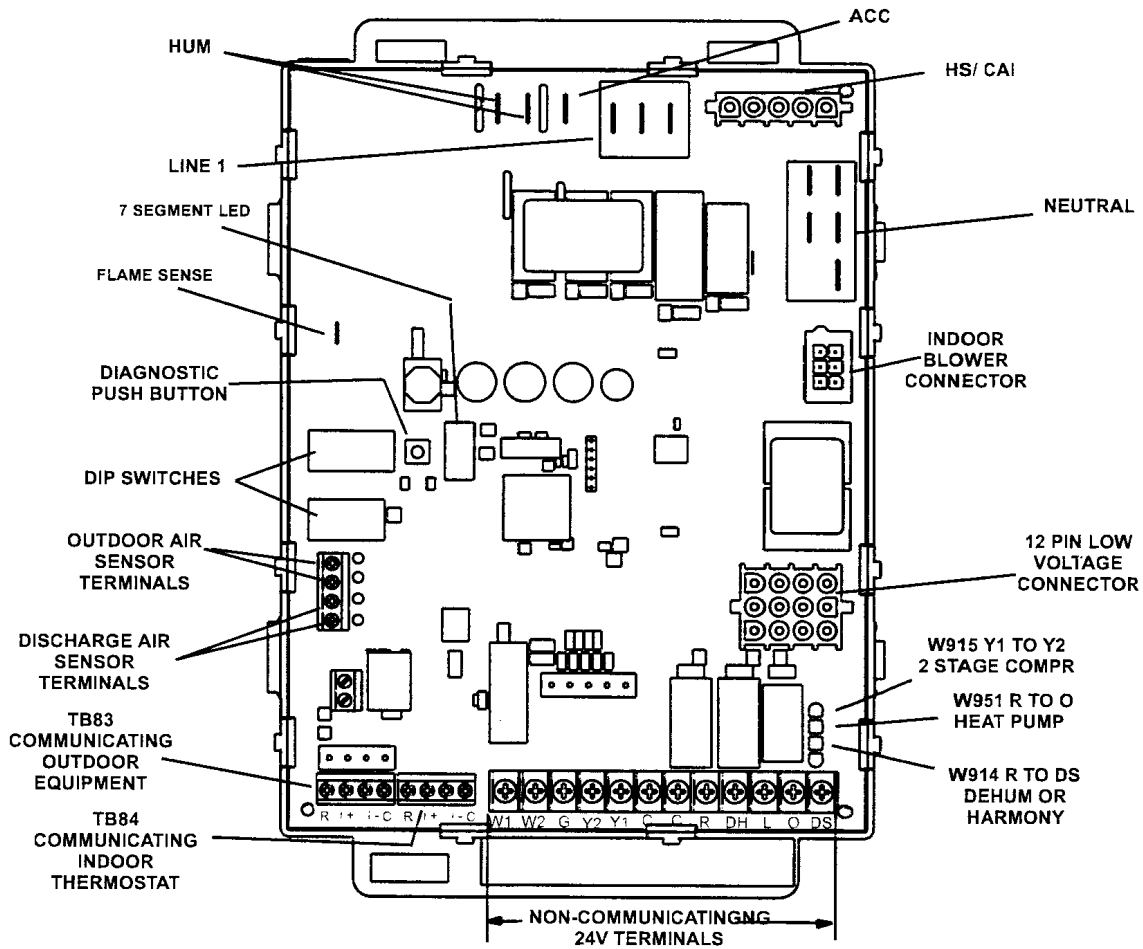 ACC
HUM
HS/ CAI
LINE 1
7 SEGMENT LED
NEUTRAL
FLAME SENSE
DIAGNOSTIC
PUSH BUTTON
INDOOR
BLOWER
CONNECTOR
DIP SWITCHES
OUTDOOR AIR
SENSOR
TERMINALS
12 PIN LOW
VOLTAGE
CONNECTOR
DISCHARGE AIR
SENSOR
TERMINALS
W915 Y1 TO Y2
2 STAGE COMPR
W951 R TO O
HEAT PUMP
W914 R TO DS
DEHUM OR
HARMONY
TB83
COMMUNICATING
OUTDOOR
EQUIPMENT
TB84
COMMUNICATING
INDOOR
THERMOSTAT
R I+ I- C R I+ I- C
W1 W2 G Y2 Y1 C C R DH L O DS
NON-COMMUNICATINGNG
24V TERMINALS